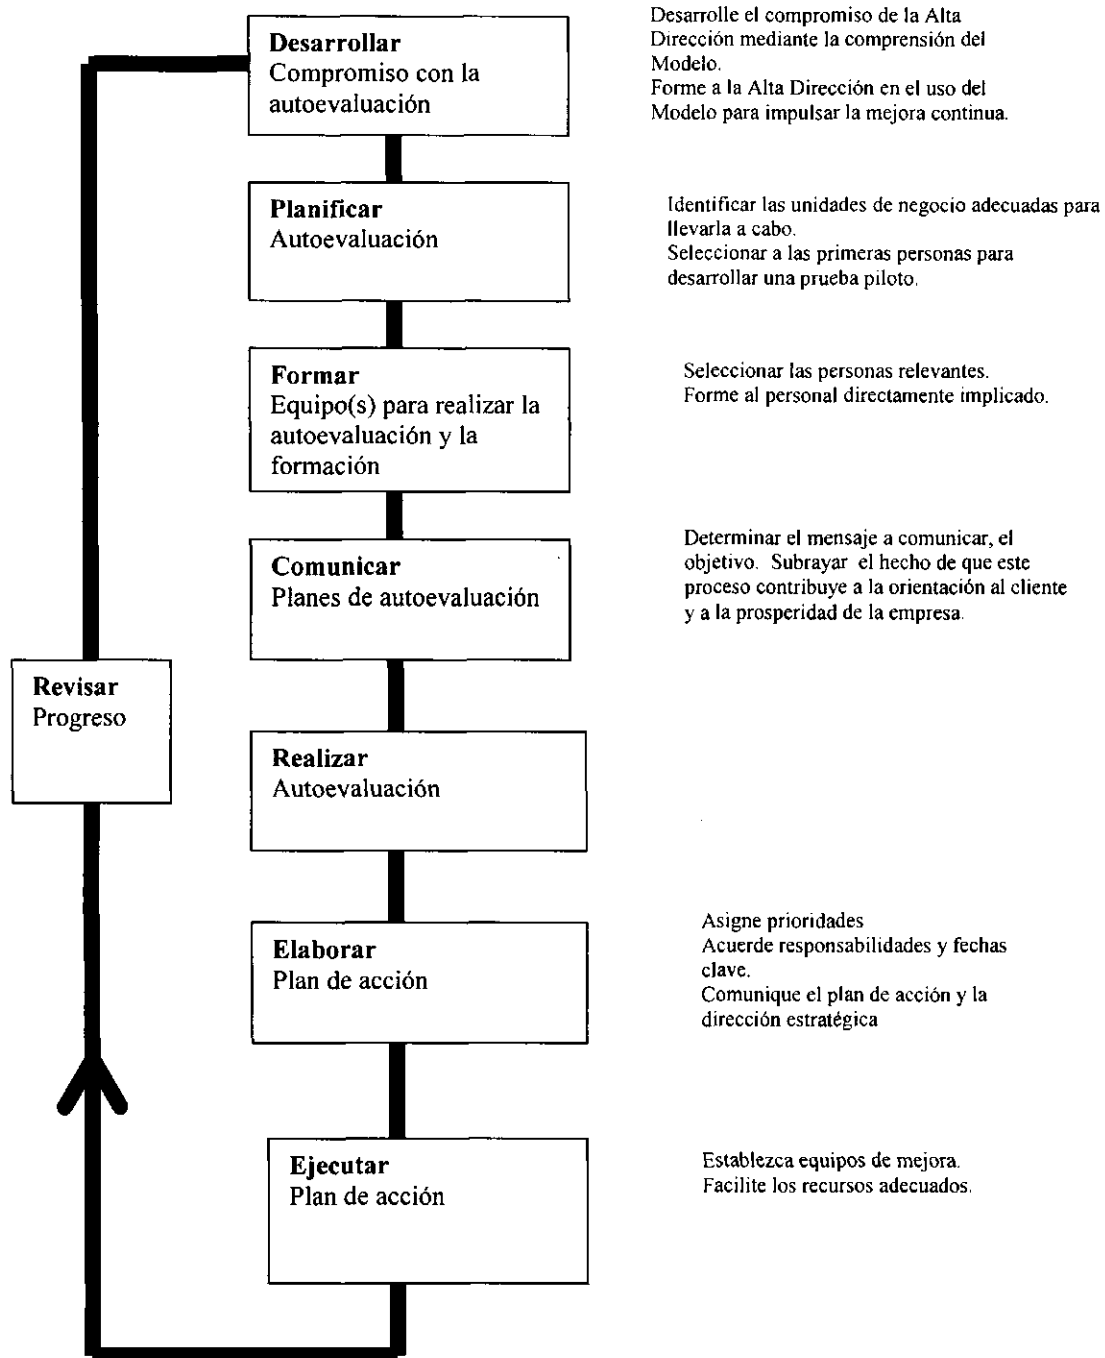 Desarrollar
Compromiso con la
autoevaluación
Desarrolle el compromiso de la Alta
Dirección mediante la comprensión del
Modelo.
Forme a la Alta Dirección en el uso del
Modelo para impulsar la mejora continua.
Planificar
Autoevaluación
Identificar las unidades de negocio adecuadas para
llevarla a cabo.
Seleccionar a las primeras personas para
desarrollar una prueba piloto.
Formar
Equipo(s) para realizar la
autoevaluación y la
formación
Seleccionar las personas relevantes.
Forme al personal directamente implicado.
Comunicar
Planes de autoevaluación
Determinar el mensaje a comunicar, el
objetivo. Subrayar el hecho de que este
proceso contribuye a la orientación al cliente
y a la prosperidad de la empresa.
Revisar
Progreso
Realizar
Autoevaluación
Elaborar
Plan de acción
Asigne prioridades
Acuerde responsabilidades y fechas
clave.
Comunique el plan de acción y la
dirección estratégica
Ejecutar
Plan de acción
Establezca equipos de mejora.
Facilite los recursos adecuados.